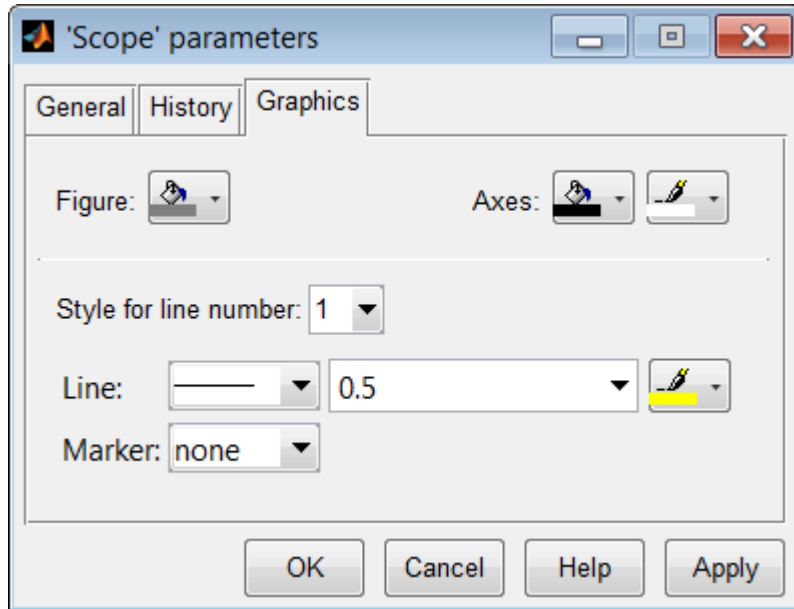 'Scope' parameters
General History Graphics
Figure: Axes:
Style for line number: 1
Line: 0.5
Marker: none
OK Cancel Help Apply